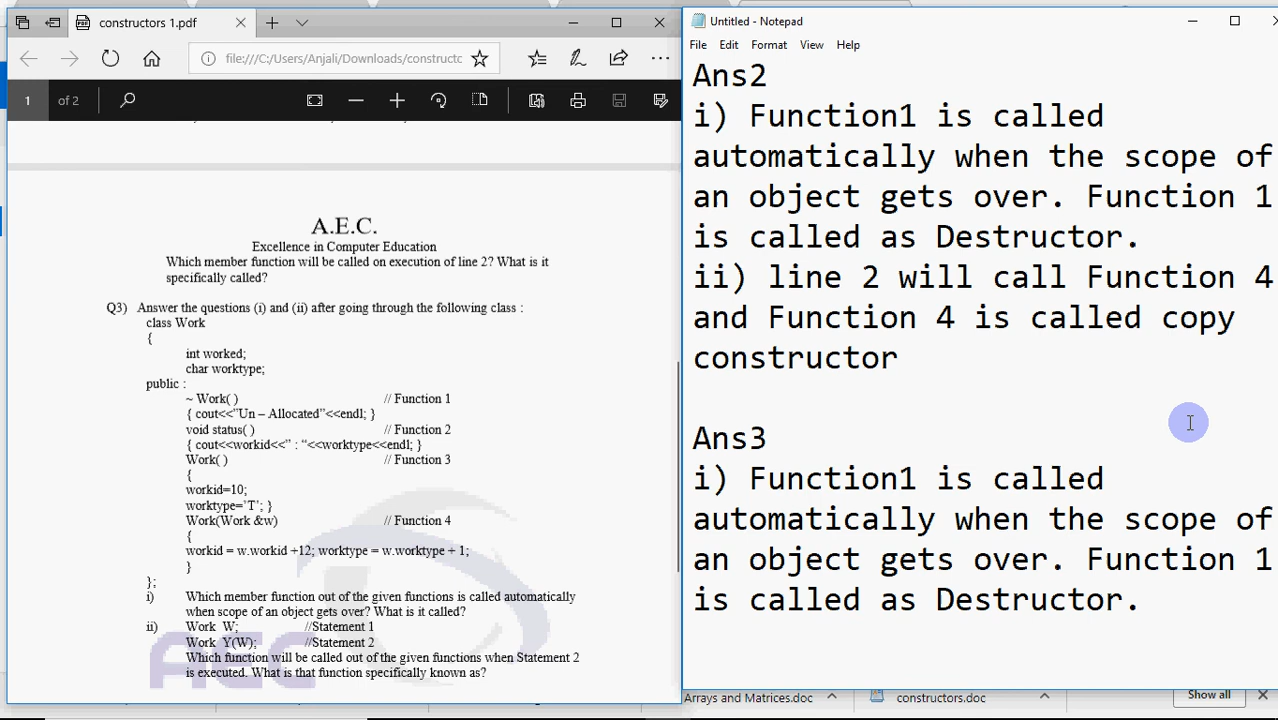 constructors 1.pdf
file:///C:/Users/Anjali/Downloads/constructc
1 of 2
A.E.C.
Excellence in Computer Education
Which member function will be called on execution of line 2? What is it
specifically called?
Q3) Answer the questions (i) and (ii) after going through the following class :
class Work
{
int worked;
char worktype;
public :
~ Work( ) // Function 1
{ cout<<”Un – Allocated”<<endl; }
void status( ) // Function 2
{ cout<<workid<<” : “<<worktype<<endl; }
Work( ) // Function 3
{
workid=10;
worktype=’T’; }
Work(Work &w) // Function 4
{
workid = w.workid +12; worktype = w.worktype + 1;
}
};
i) Which member function out of the given functions is called automatically
when scope of an object gets over? What is it called?
ii) Work W; //Statement 1
Work Y(W); //Statement 2
Which function will be called out of the given functions when Statement 2
is executed. What is that function specifically known as?
AEC
Untitled - Notepad
File Edit Format View Help
Ans2
i) Function1 is called
automatically when the scope of
an object gets over. Function 1
is called as Destructor.
ii) line 2 will call Function 4
and Function 4 is called copy
constructor
Ans3
i) Function1 is called
automatically when the scope of
an object gets over. Function 1
is called as Destructor.
Arrays and Matrices.doc
constructors.doc
Show all